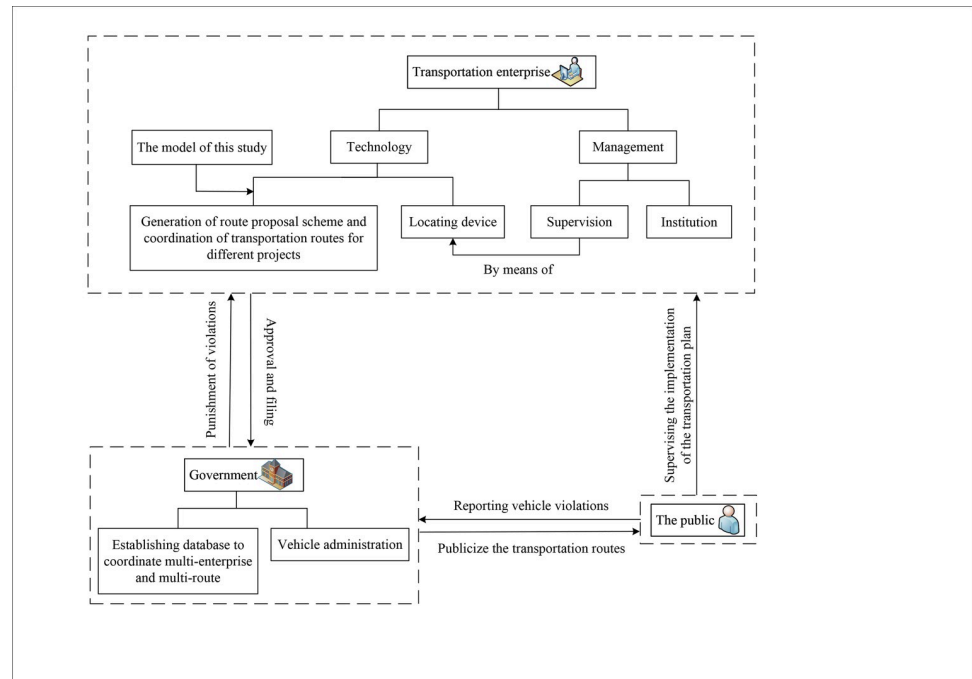 Transportation enterprise
The model of this study
Technology
Management
Generation of route proposal scheme and
coordination of transportation routes for
different projects
Locating device
Supervision
Institution
By means of
Punishment of violations
Approval and filing
Supervising the implementation
of the transportation plan
Government
Establishing database to
coordinate multi-enterprise
and multi-route
Vehicle administration
Reporting vehicle violations
Publicize the transportation routes
The public